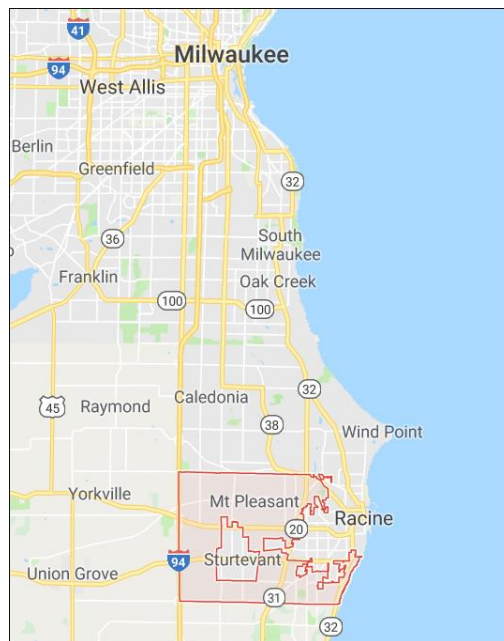 41
Milwaukee
94
West Allis
Berlin
Greenfield
32
36
South
Milwaukee
Franklin
Oak Creek
100
100
32
45
Raymond
Caledonia
38
Wind Point
Yorkville
Mt Pleasant
Racine
20
Sturtevant
94
Union Grove
31
32